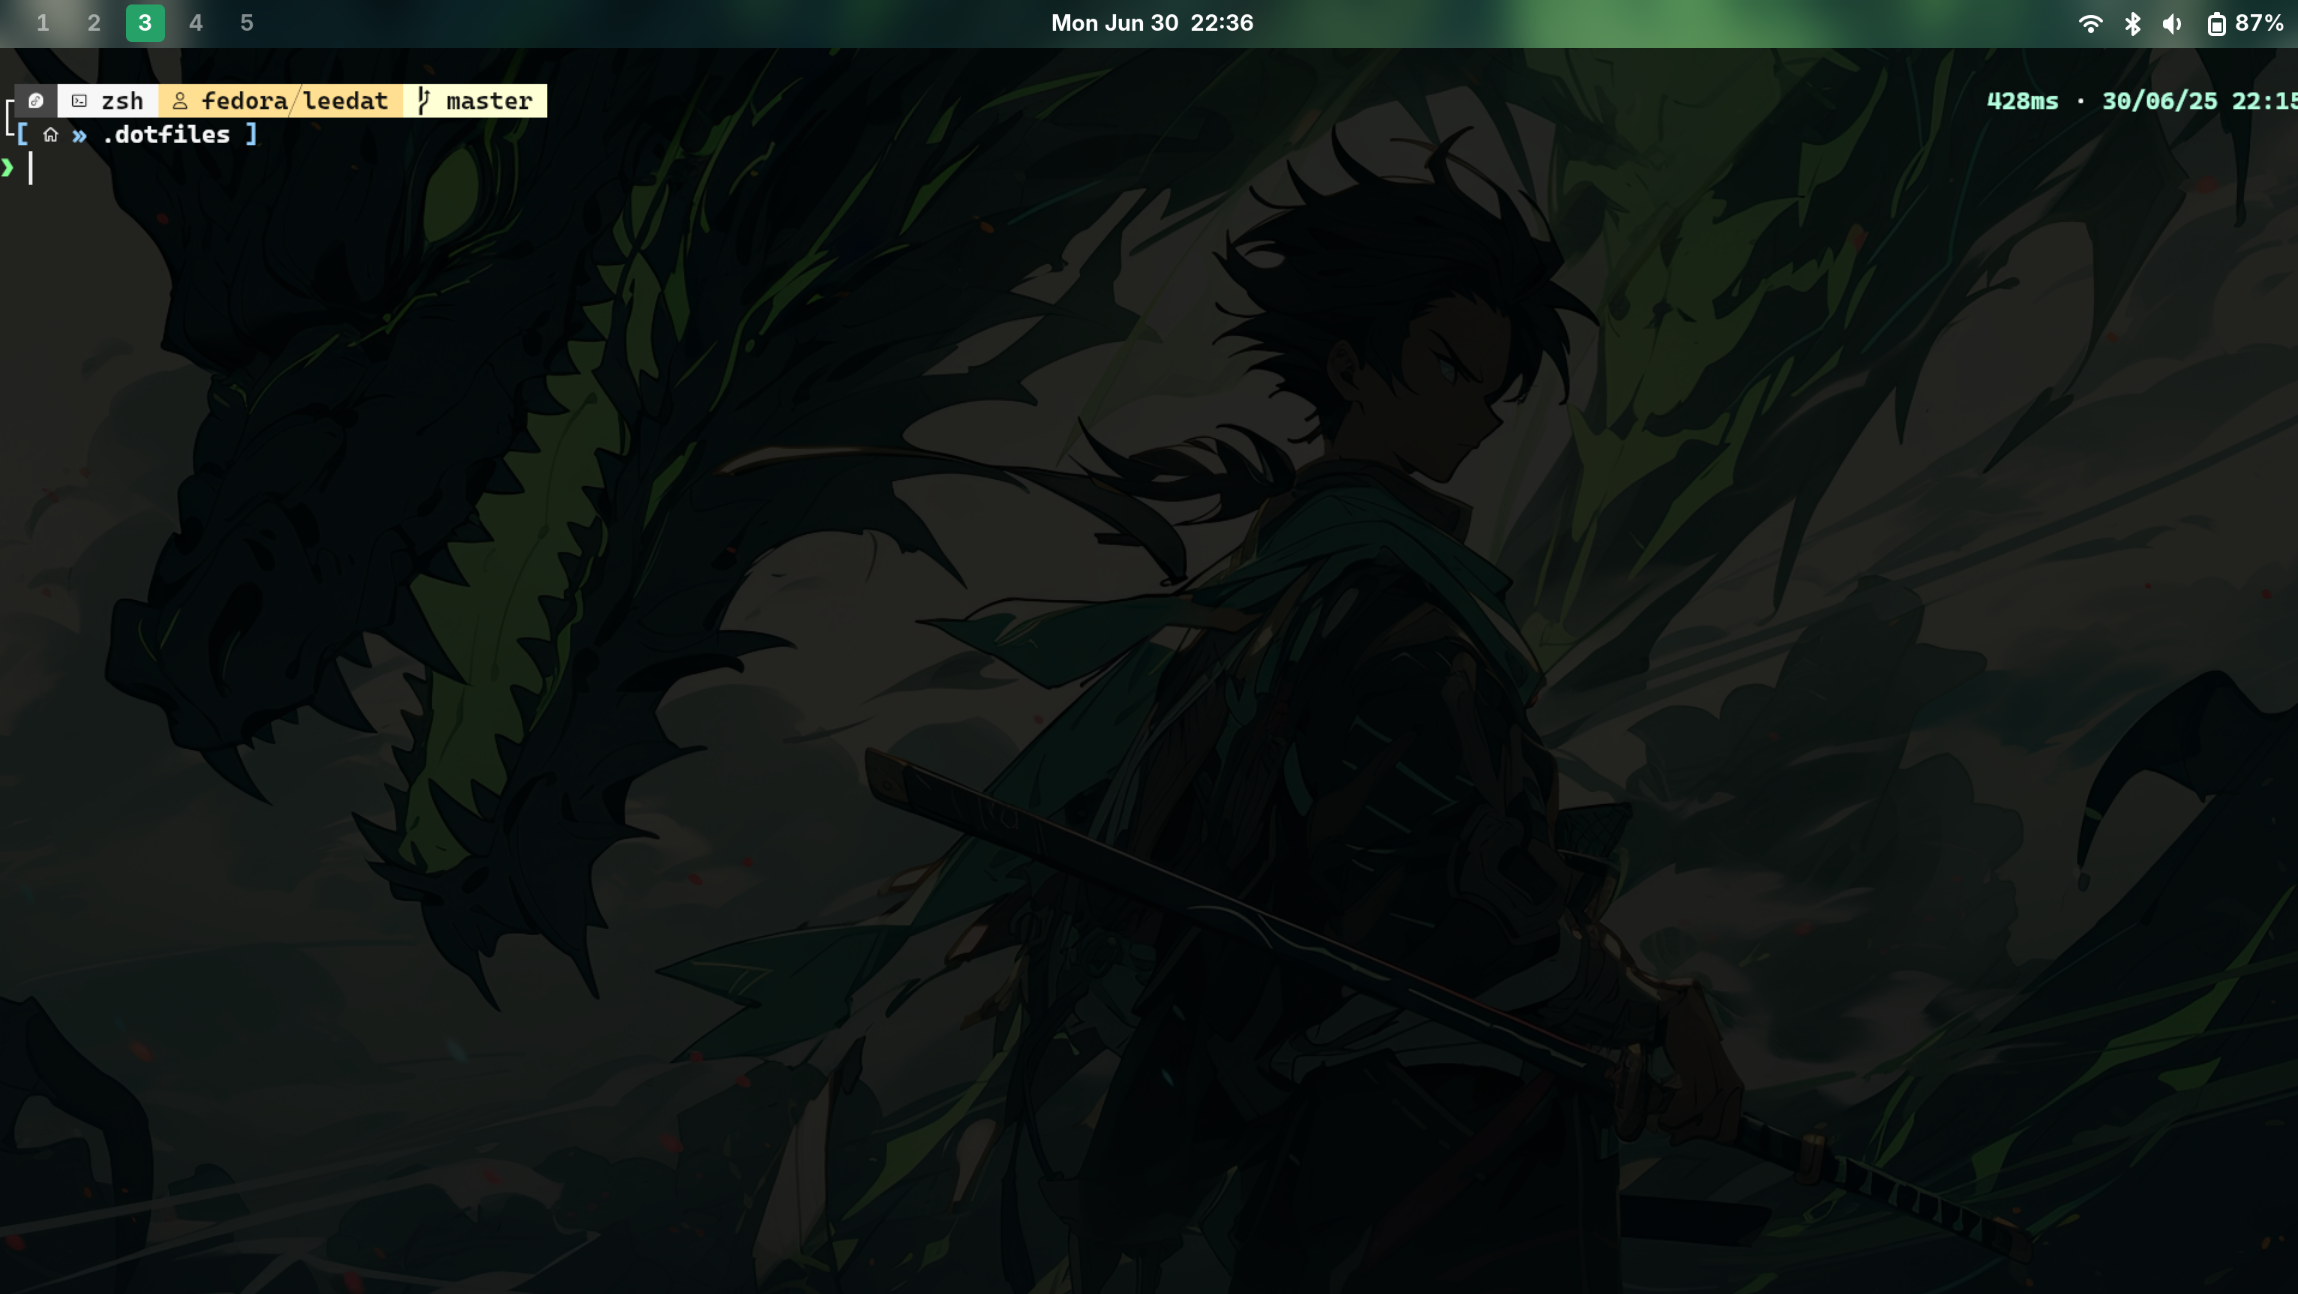 1 2 3 4 5 Mon Jun 30 22:36 87%
zsh fedora/leedat master 428ms · 30/06/25 22:15
[ » .dotfiles ]
❯